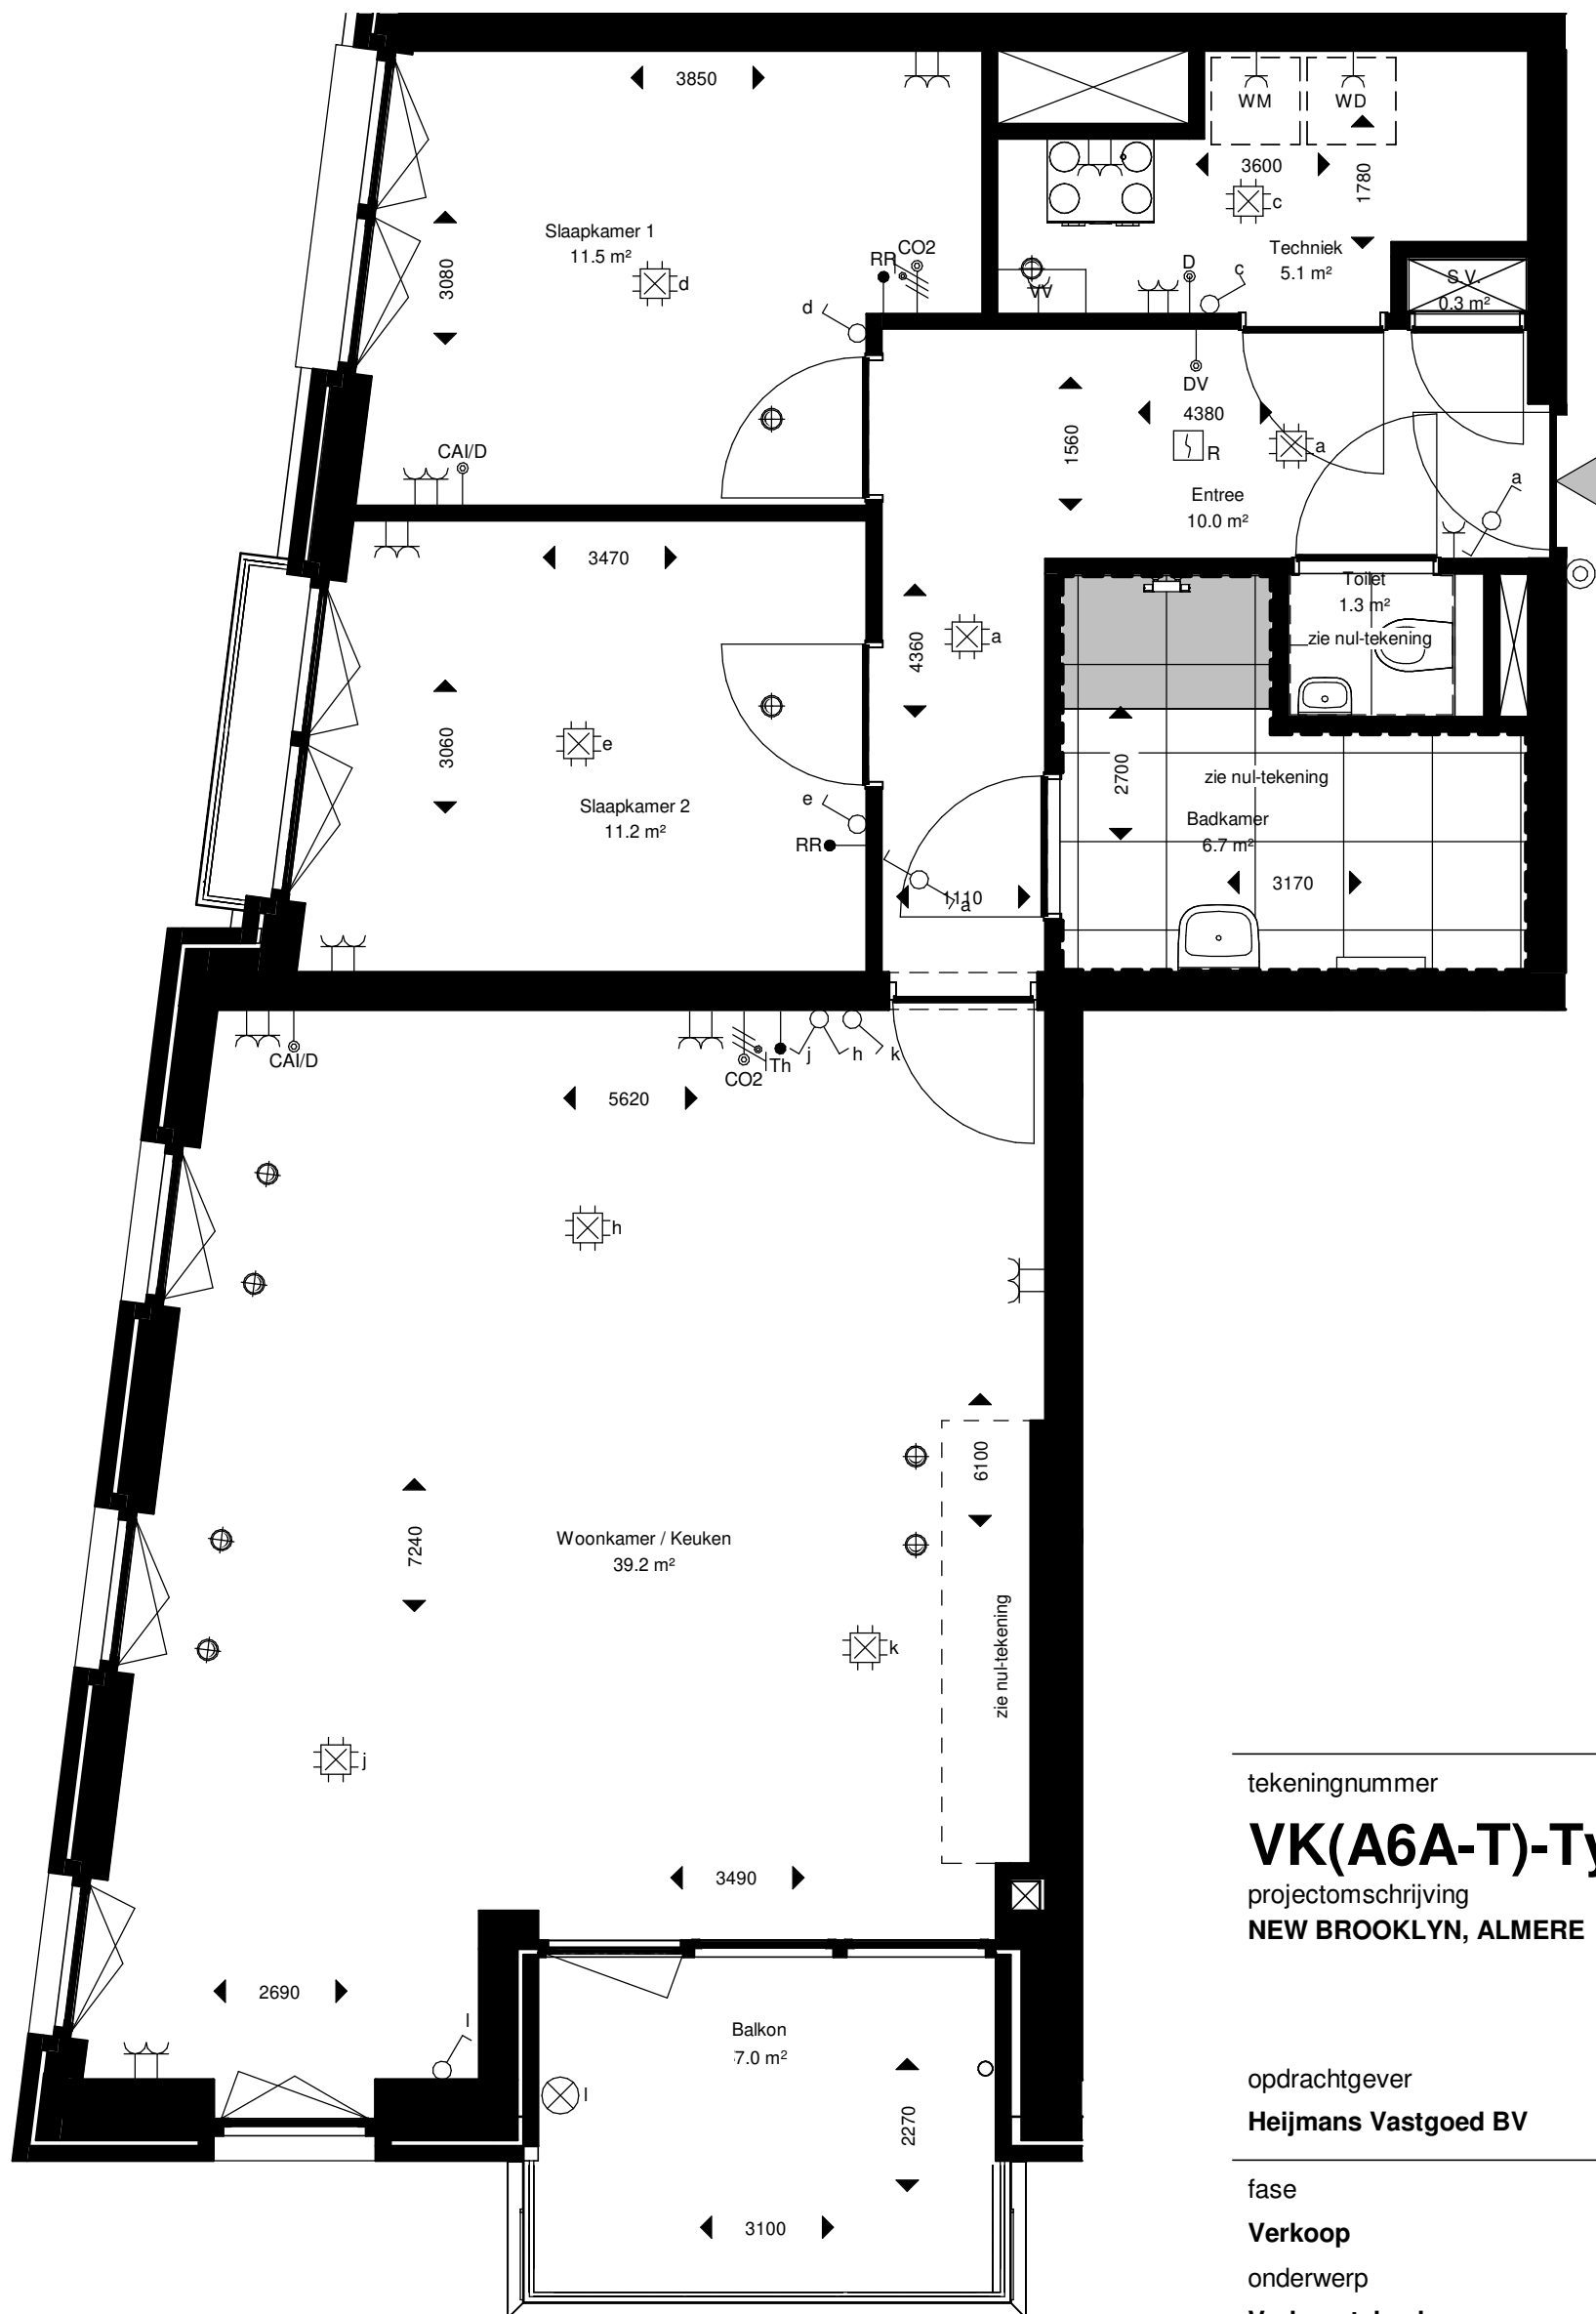 3850
WM
WD
3600
1780
c
Slaapkamer 1
11.5 m²
d
3080
RR
CO2
D
c
Techniek
5.1 m²
S.V.
0.3 m²
VV
d
DV
4380
1560
R
a
CAI/D
a
Entree
10.0 m²
3470
Toilet
1.3 m²
zie nul-tekening
4360
a
3060
e
2700
zie nul-tekening
Slaapkamer 2
11.2 m²
e
Badkamer
6.7 m²
RR
3170
1110
a
CAI/D
CO2
Th
j
h
k
5620
h
6100
7240
Woonkamer / Keuken
39.2 m²
zie nul-tekening
k
j
tekeningnummer
VK(A6A-T)-Ty
projectomschrijving
NEW BROOKLYN, ALMERE
3490
2690
l
Balkon
7.0 m²
l
2270
opdrachtgever
Heijmans Vastgoed BV
fase
Verkoop
3100
onderwerp